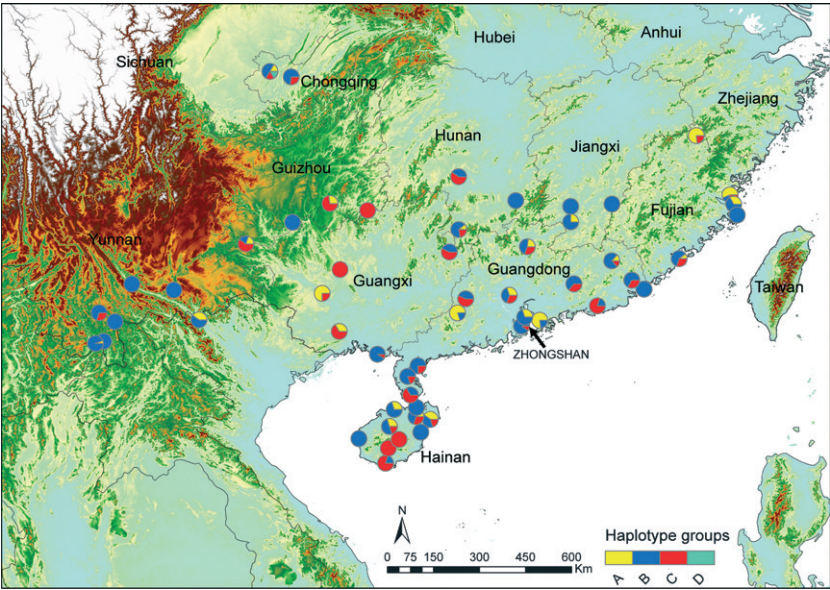 Hubei
Anhui
Sichuan
Chongqing
Zhejiang
Hunan
Jiangxi
Guizhou
Fujian
Yunnan
Guangxi
Guangdong
Taiwan
ZHONGSHAN
Hainan
N
0 75 150 300 450 600
Km
Haplotype groups
A B C D